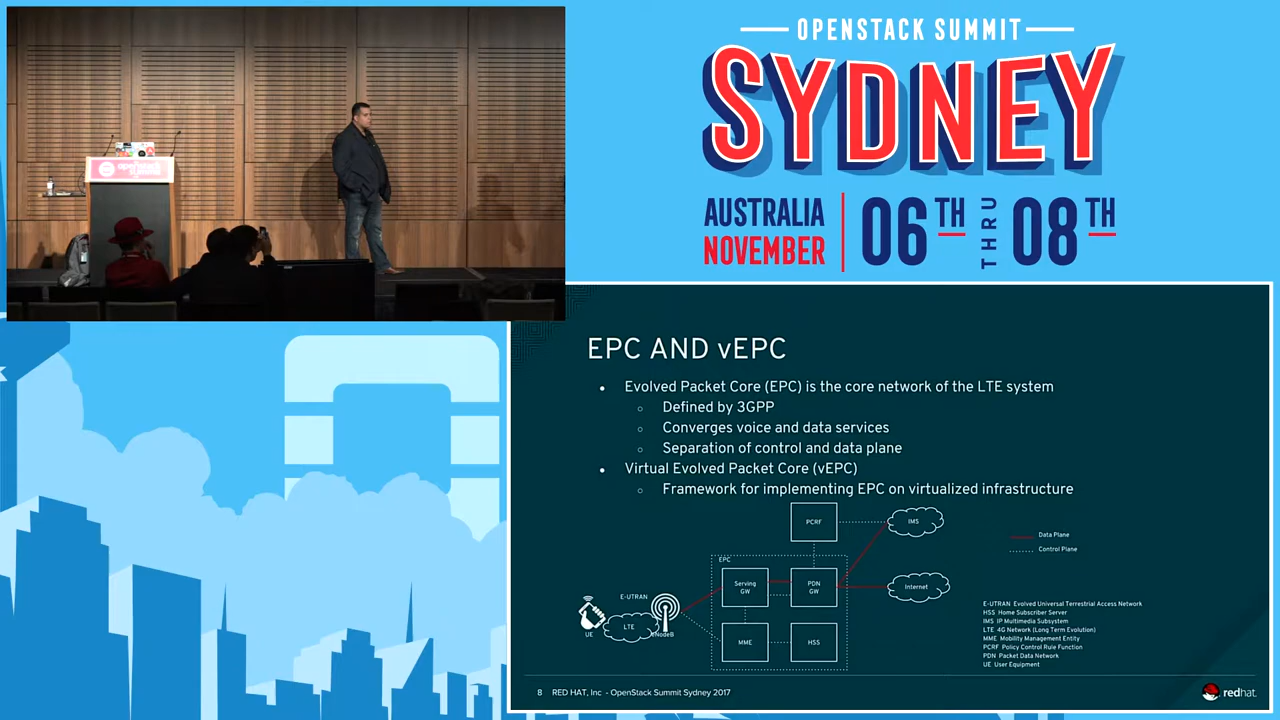 OPENSTACK SUMMIT
SYDNEY
AUSTRALIA
NOVEMBER
06TH
THRU
08TH
EPC AND vEPC
• Evolved Packet Core (EPC) is the core network of the LTE system
○ Defined by 3GPP
○ Converges voice and data services
○ Separation of control and data plane
• Virtual Evolved Packet Core (vEPC)
○ Framework for implementing EPC on virtualized infrastructure
PCRF
IMS
Data Plane
Control Plane
EPC
Serving
GW
PDN
GW
Internet
E-UTRAN
LTE
UE
eNodeB
MME
HSS
E-UTRAN Evolved Universal Terrestrial Access Network
HSS Home Subscriber Server
IMS IP Multimedia Subsystem
LTE 4G Network (Long Term Evolution)
MME Mobility Management Entity
PCRF Policy Control Rule Function
PDN Packet Data Network
UE User Equipment
8 RED HAT, Inc - OpenStack Summit Sydney 2017
redhat.